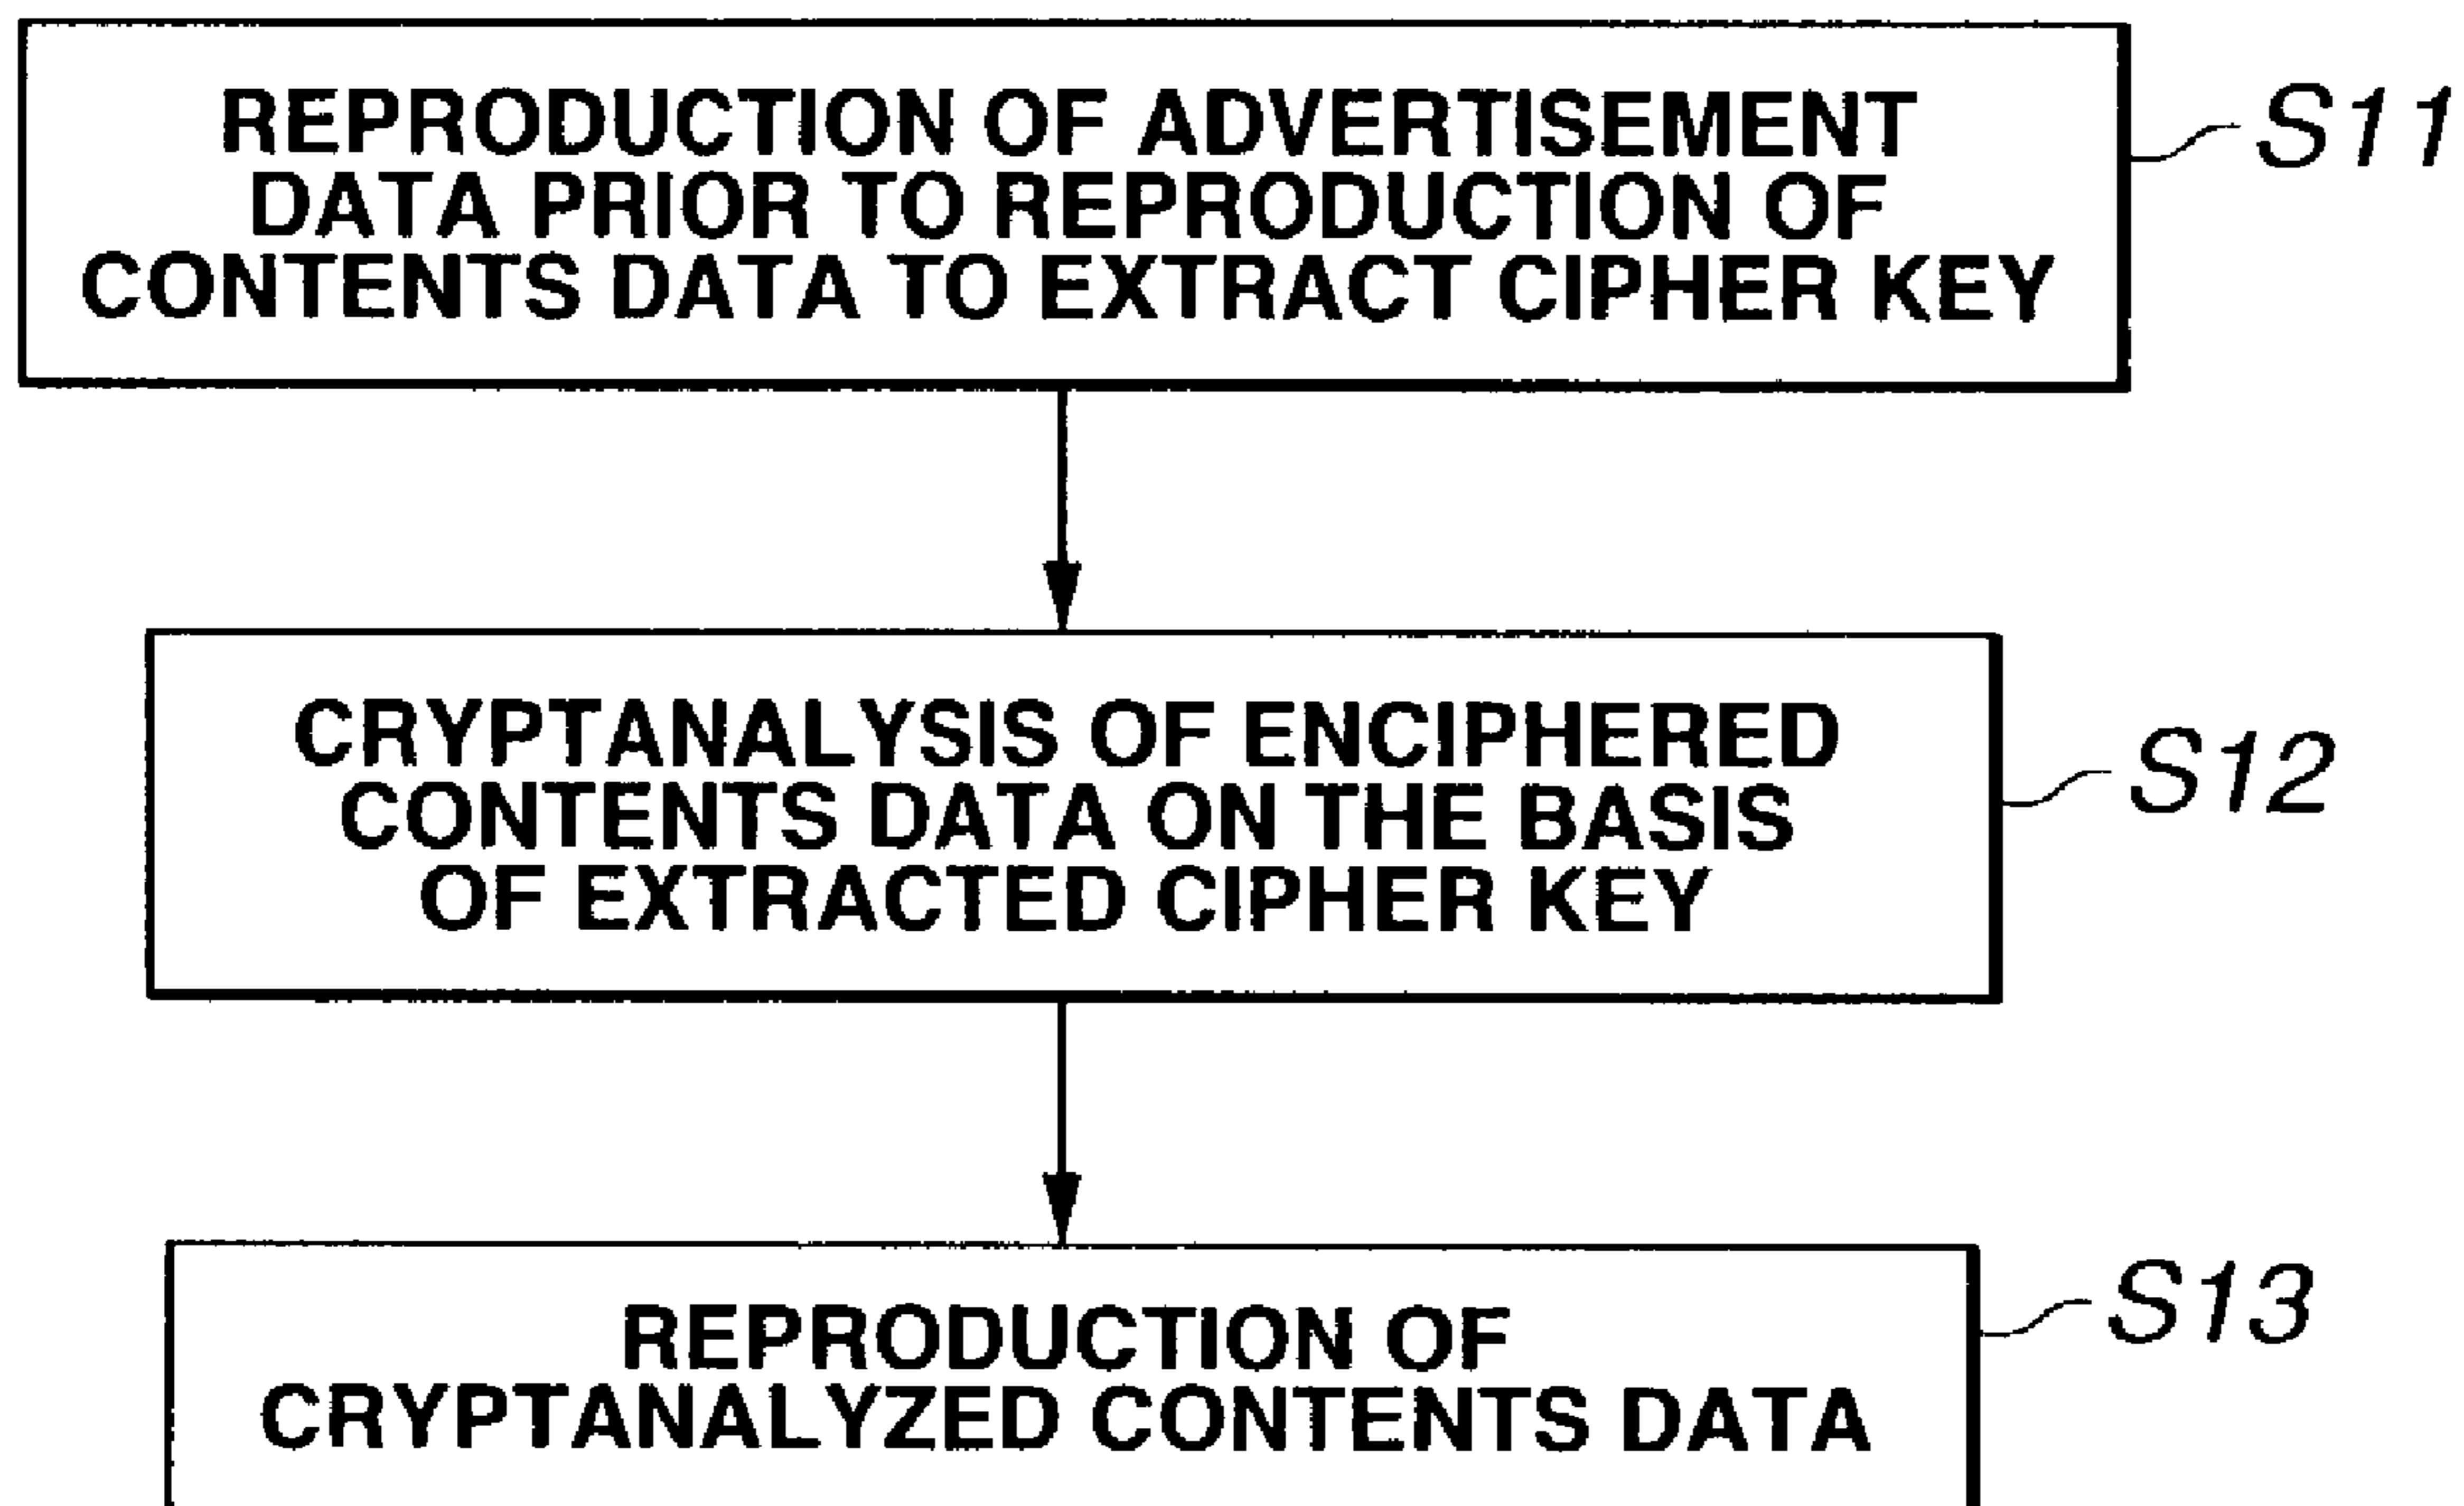 REPRODUCTION OF ADVERTISEMENT
DATA PRIOR TO REPRODUCTION OF
CONTENTS DATA TO EXTRACT CIPHER KEY
S11
CRYPTANALYSIS OF ENCIPHERED
CONTENTS DATA ON THE BASIS
OF EXTRACTED CIPHER KEY
S12
REPRODUCTION OF
CRYPTANALYZED CONTENTS DATA
S13